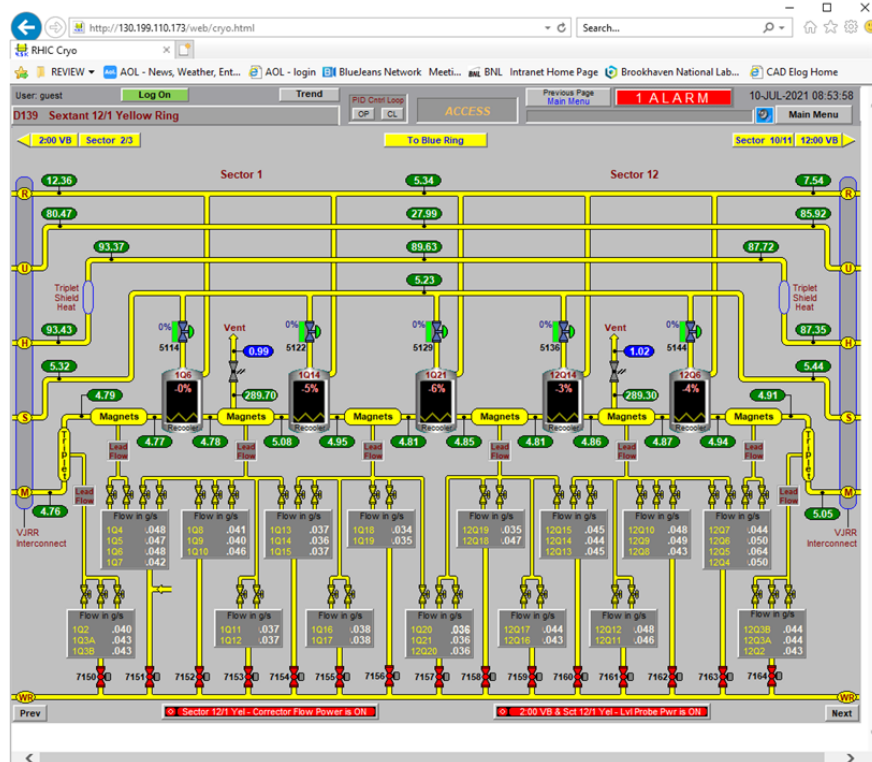 http://130.199.110.173/web/cryo.html
Search...
RHIC Cryo
REVIEW AOL - News, Weather, Ent... AOL - login BlueJeans Network Meeti... BNL Intranet Home Page Brookhaven National Lab... CAD Elog Home
User: guest Log On Trend PID Cntrl Loop ACCESS Previous Page 1 ALARM 10-JUL-2021 08:53:58
Main Menu
D139 Sextant 12/1 Yellow Ring OP CL Main Menu
2:00 VB Sector 2/3 To Blue Ring Sector 10/11 12:00 VB
Sector 1 Sector 12
12.36 5.34 7.54
R R
80.47 27.99 85.92
93.37 89.63 87.72
U U
5.23
Triplet Shield Heat
Triplet Shield Heat
93.43 0% Vent 0% 0% 0% Vent 0% 87.35
H H
5114 0.99 5122 5129 5136 1.02 5144
5.32 5.44
1Q6 1Q14 1Q21 12Q14 12Q6
-0% 289.70 -5% -6% -3% 289.30 -4%
4.79 4.91
S S
Magnets Magnets Magnets Magnets Magnets Magnets
Recooler Recooler Recooler Recooler Recooler
4.77 4.78 5.08 4.95 4.81 4.85 4.81 4.86 4.87 4.94
Triplet Triplet
Lead Flow Lead Flow Lead Flow Lead Flow Lead Flow Lead Flow
Lead Flow Lead Flow
M M
4.76 5.05
VJRR Interconnect
VJRR Interconnect
Flow in g/s
1Q4 .048
1Q5 .047
1Q6 .048
1Q7 .042
Flow in g/s
1Q8 .041
1Q9 .040
1Q10 .046
Flow in g/s
1Q13 .037
1Q14 .036
1Q15 .037
Flow in g/s
1Q18 .034
1Q19 .035
Flow in g/s
12Q19 .035
12Q18 .047
Flow in g/s
12Q15 .045
12Q14 .044
12Q13 .045
Flow in g/s
12Q10 .048
12Q9 .049
12Q8 .043
Flow in g/s
12Q7 .044
12Q6 .050
12Q5 .064
12Q4 .050
Flow in g/s
1Q2 .040
1Q3A .043
1Q3B .043
Flow in g/s
1Q11 .037
1Q12 .037
Flow in g/s
1Q16 .038
1Q17 .038
Flow in g/s
1Q20 .036
1Q21 .036
12Q20 .036
Flow in g/s
12Q17 .044
12Q16 .043
Flow in g/s
12Q12 .048
12Q11 .046
Flow in g/s
12Q3B .044
12Q3A .044
12Q2 .043
7150 7151 7152 7153 7154 7155 7156 7157 7158 7159 7160 7161 7162 7163 7164
WR WR
Prev Sector 12/1 Yel - Corrector Flow Power is ON 2:00 VB & Sct 12/1 Yel - Lvl Probe Pwr is ON Next